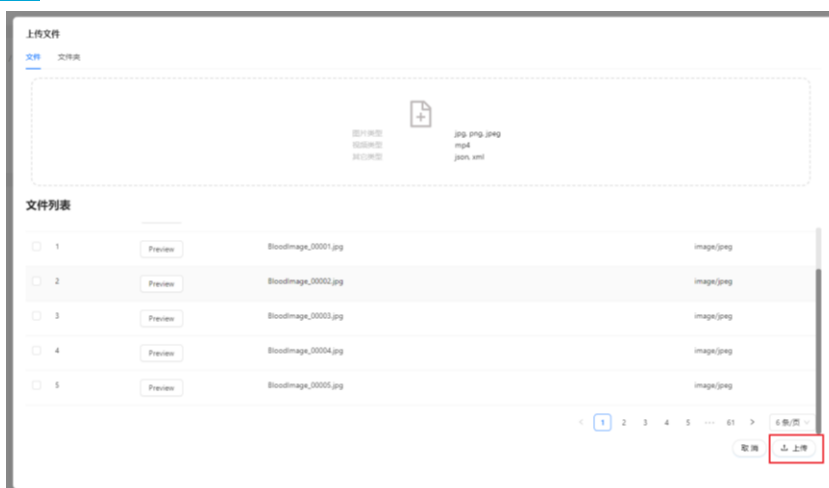 上传文件
文件 文件夹
图片类型 jpg, png, jpeg
视频类型 mp4
其它类型 json, xml
文件列表
1 Preview BloodImage_00001.jpg image/jpeg
2 Preview BloodImage_00002.jpg image/jpeg
3 Preview BloodImage_00003.jpg image/jpeg
4 Preview BloodImage_00004.jpg image/jpeg
5 Preview BloodImage_00005.jpg image/jpeg
< 1 2 3 4 5 ··· 61 > 6 条/页
取消 上传